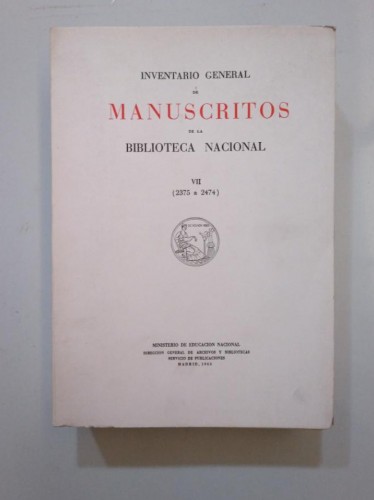 INVENTARIO GENERAL
DE
MANUSCRITOS
DE LA
BIBLIOTECA NACIONAL
VII
(2375 a 2474)
MINISTERIO DE EDUCACION NACIONAL
DIRECCION GENERAL DE ARCHIVOS Y BIBLIOTECAS
SERVICIO DE PUBLICACIONES
MADRID,